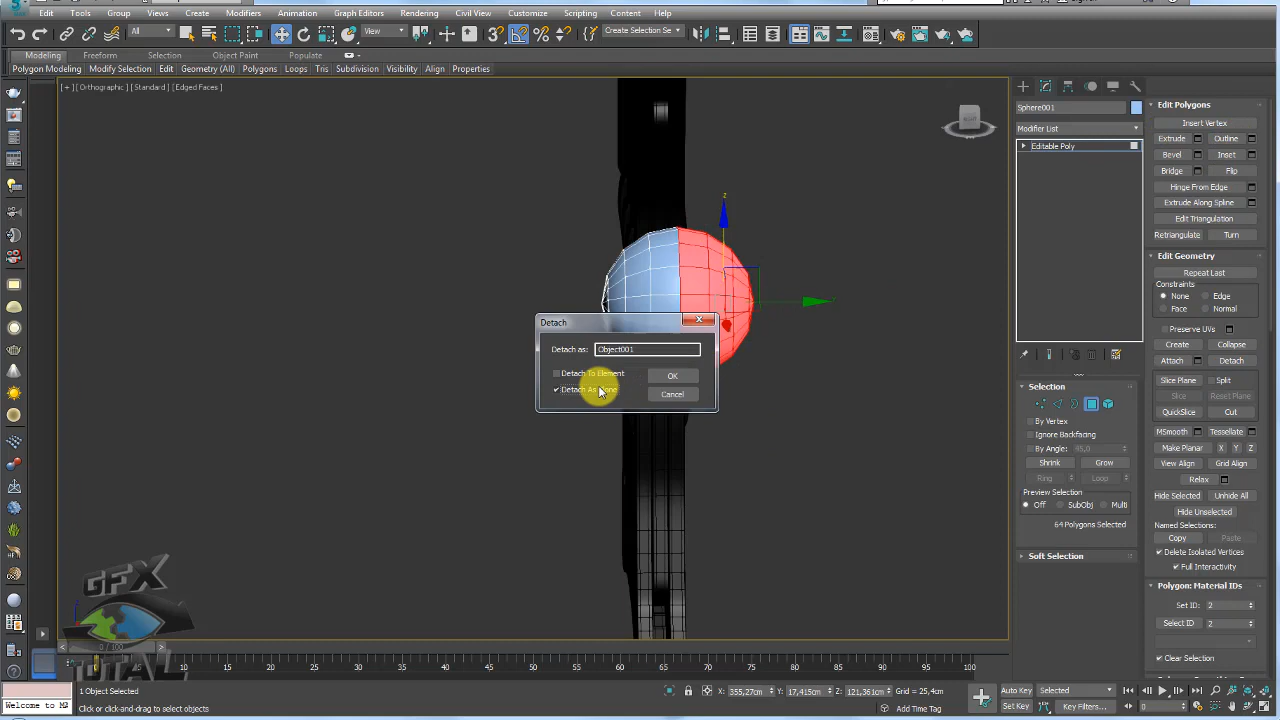 Edit Tools Group Views Create Modifiers Animation Graph Editors Rendering Civil View Customize Scripting Content Help
All View Create Selection Se
Modeling Freeform Selection Object Paint Populate
Polygon Modeling Modify Selection Edit Geometry (All) Polygons Loops Tris Subdivision Visibility Align Properties
[+] [Orthographic] [Standard] [Edged Faces]
z
Detach
Detach as: Object001
Detach To Element
OK
Cancel
GFX
TOTAL
Sphere001
Modifier List
Editable Poly
Selection
By Vertex
Ignore Backfacing
By Angle: 45,0
Shrink Grow
Ring Loop
Preview Selection
Off SubObj Multi
64 Polygons Selected
Soft Selection
Edit Polygons
Insert Vertex
Extrude Outline
Bevel Inset
Bridge Flip
Hinge From Edge
Extrude Along Spline
Edit Triangulation
Retriangulate Turn
Edit Geometry
Repeat Last
Constraints
None Edge
Face Normal
Preserve UVs
Create Collapse
Attach Detach
Slice Plane Split
Slice Reset Plane
QuickSlice Cut
MSmooth Tessellate
Make Planar X Y Z
View Align Grid Align
Relax
Hide Selected Unhide All
Hide Unselected
Named Selections:
Copy Paste
Delete Isolated Vertices
Full Interactivity
Polygon: Material IDs
Set ID: 2
Select ID 2
Clear Selection
0 / 100
10 15 20 25 30 35 40 45 50 55 60 65 70 75 80 85 90 95 100
1 Object Selected
X: 355,27cm Y: 17,415cm Z: 121,361cm Grid = 25,4cm
Auto Key Selected
Welcome to M
Click or click-and-drag to select objects
Add Time Tag
Set Key Key Filters... 0